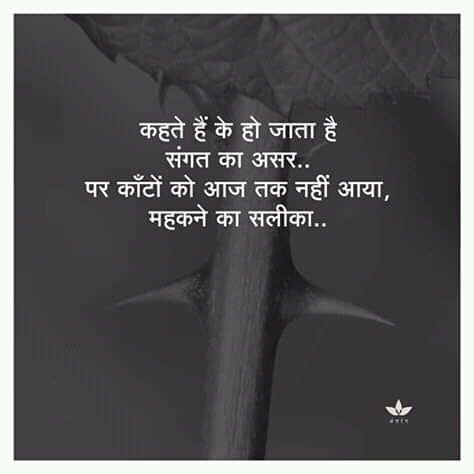 कहते हैं के हो जाता है
संगत का असर..
पर काँटों को आज तक नहीं आया,
महकने का सलीका..